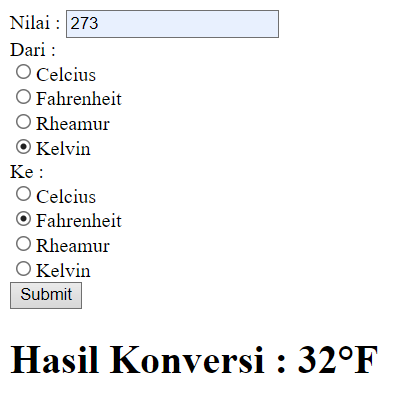 Nilai : 273
Dari :
Celcius
Fahrenheit
Rheamur
Kelvin
Ke :
Celcius
Fahrenheit
Rheamur
Kelvin
Submit
Hasil Konversi : 32°F